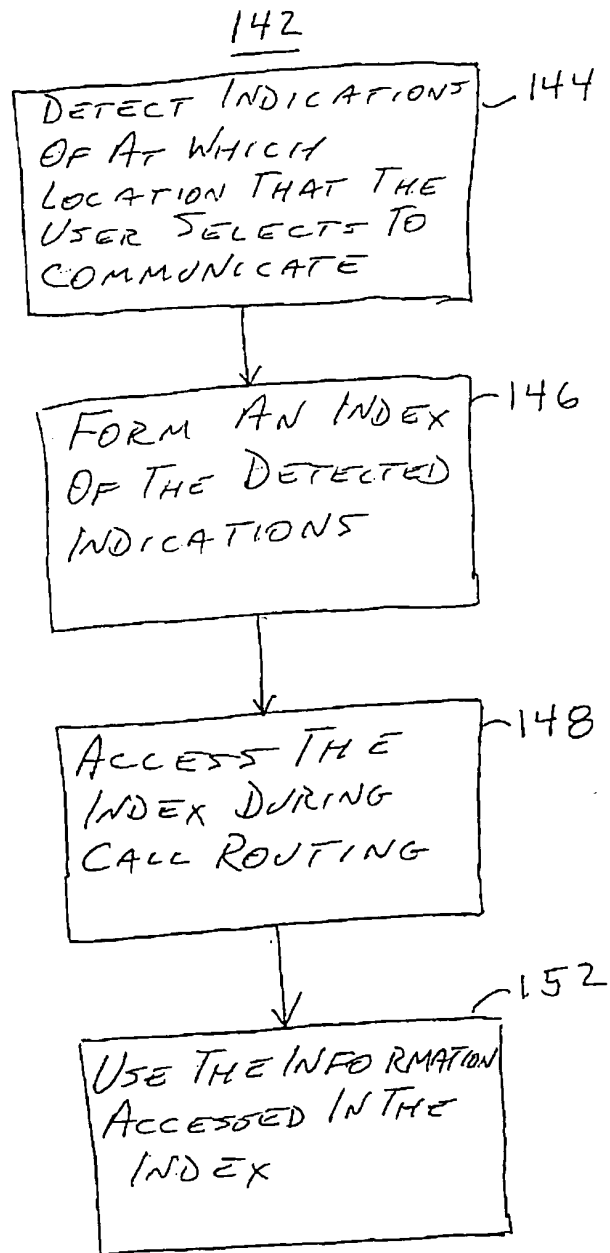 142
144
DETECT INDICATIONS
OF AT WHICH
LOCATION THAT THE
USER SELECTS TO
COMMUNICATE
146
FORM AN INDEX
OF THE DETECTED
INDICATIONS
148
ACCESS THE
INDEX DURING
CALL ROUTING
152
USE THE INFORMATION
ACCESSED IN THE
INDEX